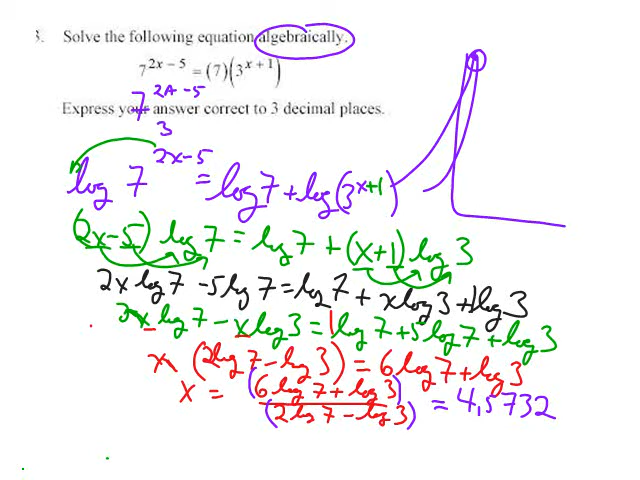 3. Solve the following equation algebraically.
7^{2x – 5} = (7)(3^{x + 1})
Express your answer correct to 3 decimal places.
7^{2x-5}
3
log 7^{2x-5} = log 7 + log(3^{x+1})
(2x-5) log 7 = log 7 + (x+1) log 3
2x log 7 - 5 log 7 = log 7 + x log 3 + 1 log 3
2x log 7 - x log 3 = 1 log 7 + 5 log 7 + log 3
x (2 log 7 - log 3) = 6 log 7 + log 3
x = (6 log 7 + log 3) / (2 log 7 - log 3) = 4,5732